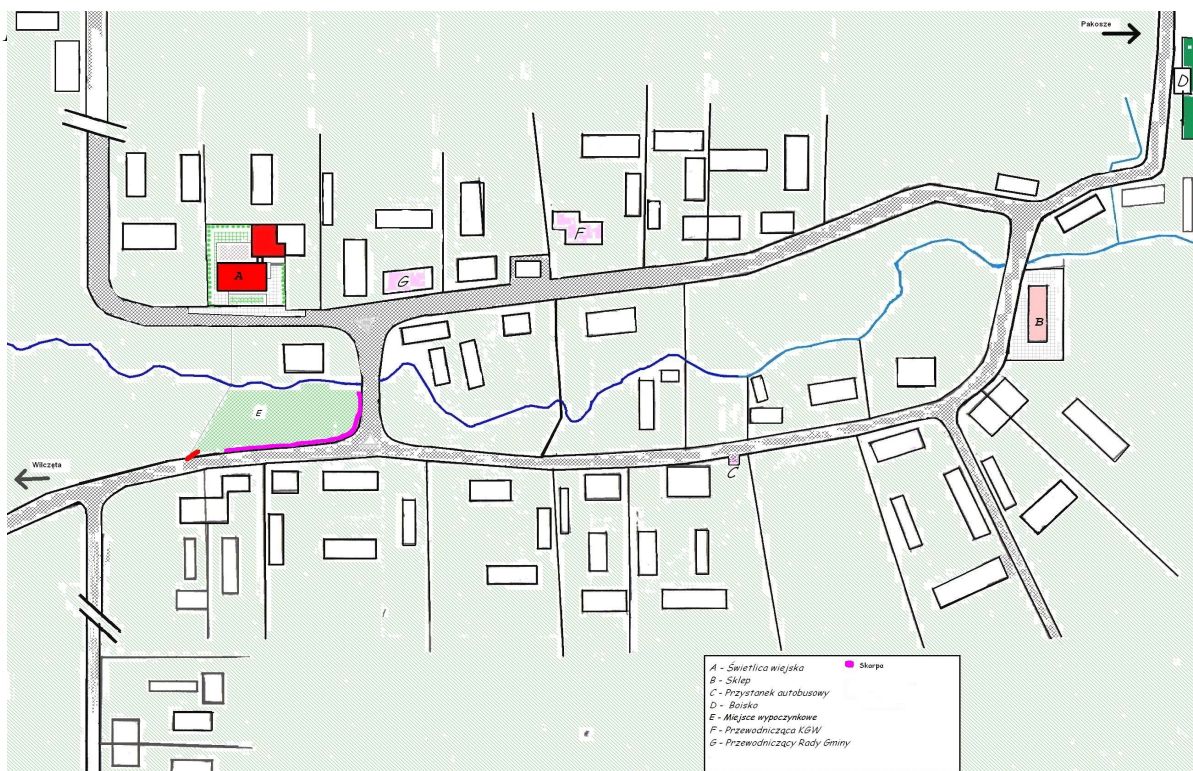 Pakosze
D
F
A
G
B
E
Wilczęta
C
A - Świetlica wiejska
Skarpa
B - Sklep
C - Przystanek autobusowy
D - Boisko
E - Miejsce wypoczynkowe
F - Przewodnicząca KGW
G - Przewodniczący Rady Gminy